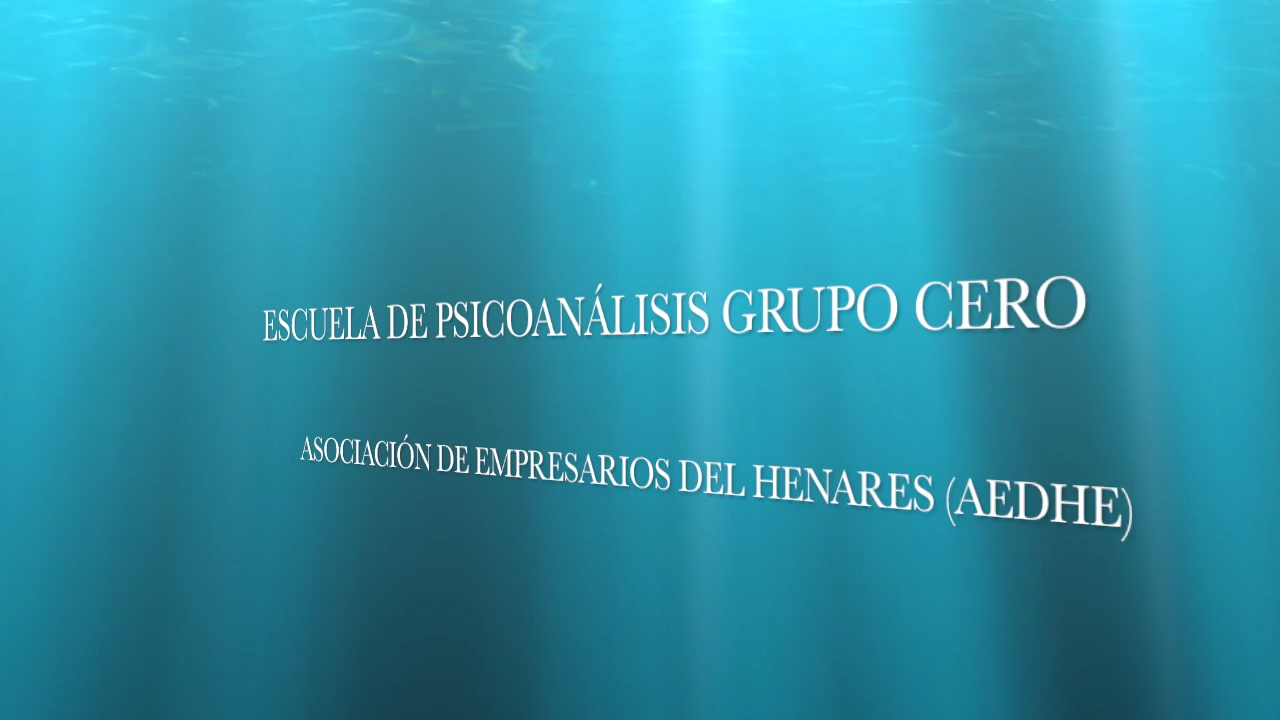 ESCUELA DE PSICOANÁLISIS GRUPO CERO
ASOCIACIÓN DE EMPRESARIOS DEL HENARES (AEDHE)